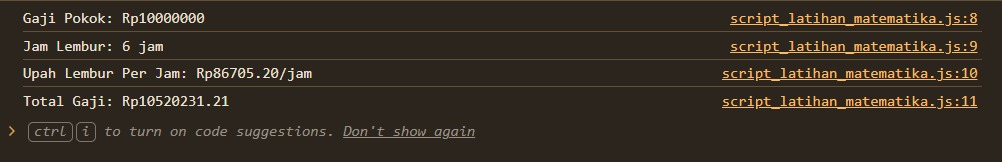 Gaji Pokok: Rp10000000 script_latihan_matematika.js:8
Jam Lembur: 6 jam script_latihan_matematika.js:9
Upah Lembur Per Jam: Rp86705.20/jam script_latihan_matematika.js:10
Total Gaji: Rp10520231.21 script_latihan_matematika.js:11
> ctrl i to turn on code suggestions. Don't show again